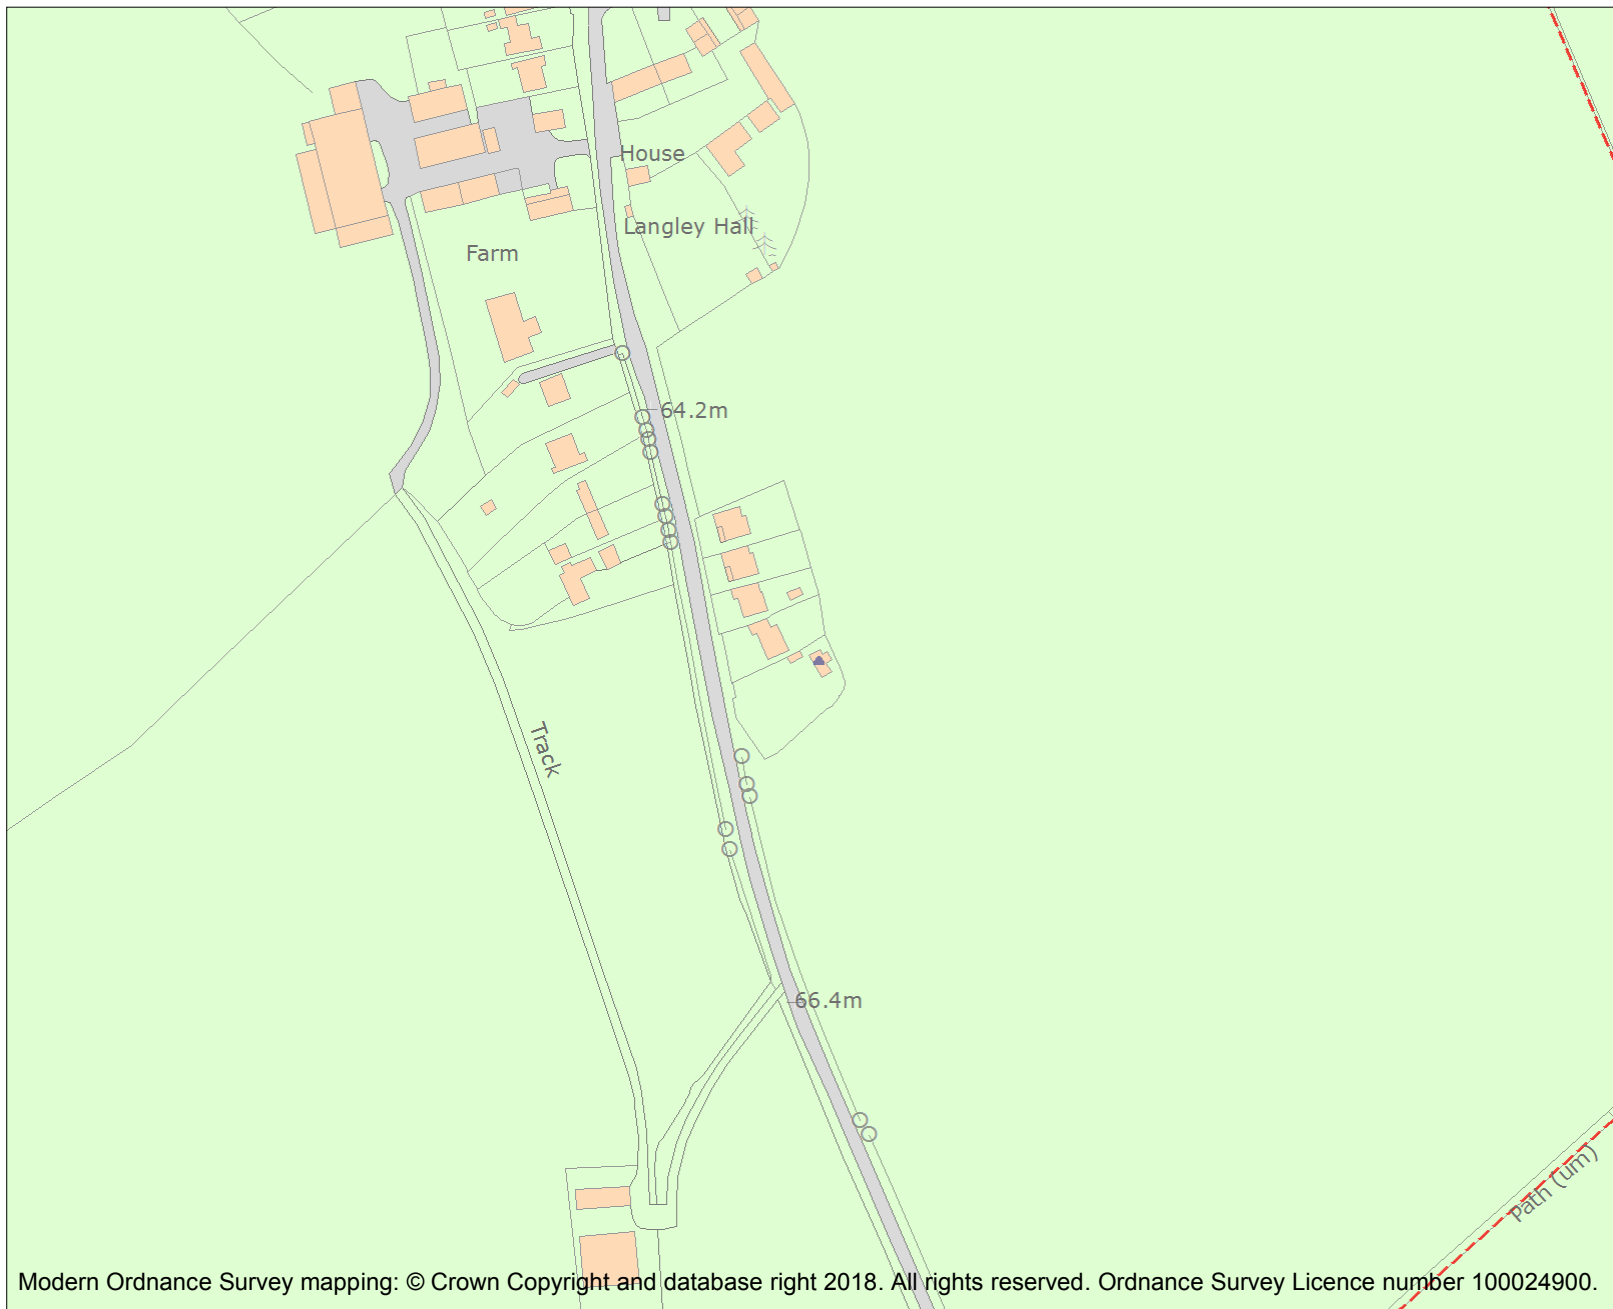 House
Langley Hall
Farm
64.2m
Track
66.4m
Path (um)
Modern Ordnance Survey mapping: © Crown Copyright and database right 2018. All rights reserved. Ordnance Survey Licence number 100024900.